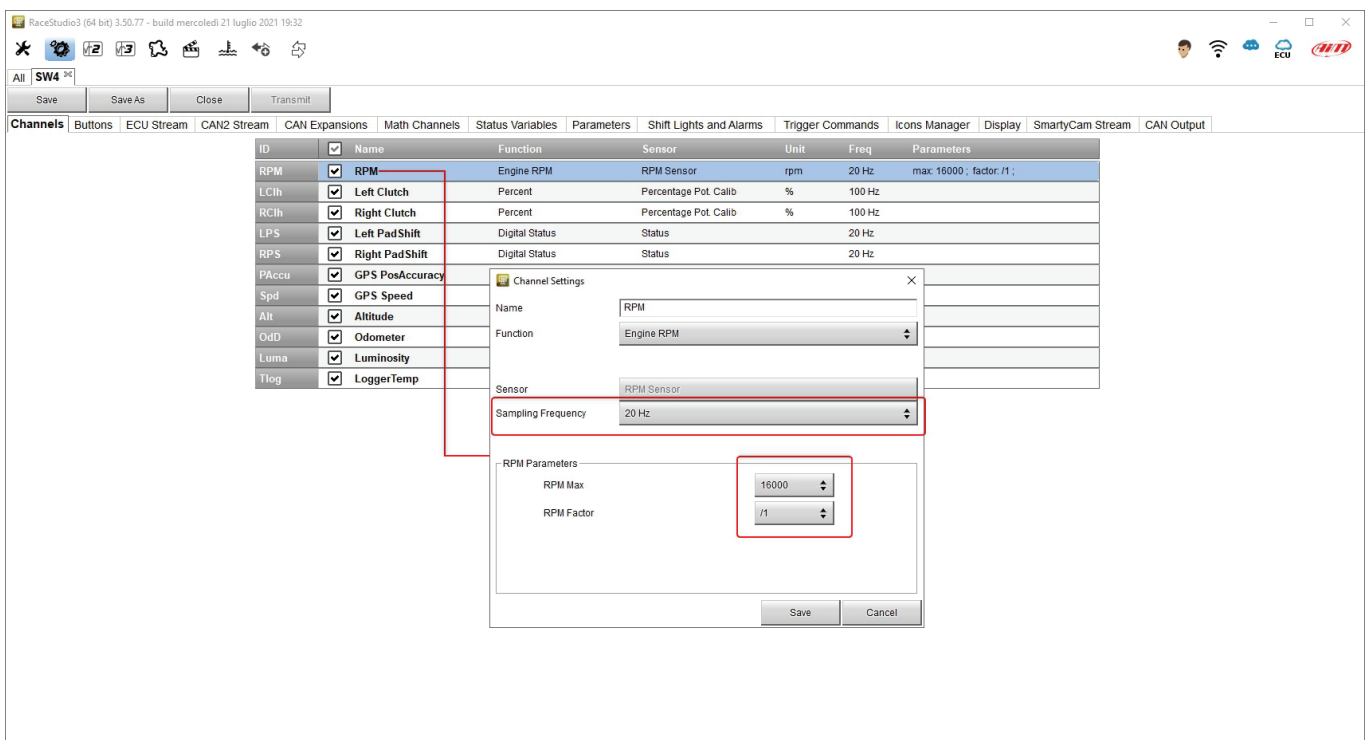 RaceStudio3 (64 bit) 3.50.77 - build mercoledì 21 luglio 2021 19:32
ECU
AiM
All SW4
Save Save As Close Transmit
Channels Buttons ECU Stream CAN2 Stream CAN Expansions Math Channels Status Variables Parameters Shift Lights and Alarms Trigger Commands Icons Manager Display SmartyCam Stream CAN Output
ID Name Function Sensor Unit Freq Parameters
RPM RPM Engine RPM RPM Sensor rpm 20 Hz max: 16000 ; factor: /1 ;
LClh Left Clutch Percent Percentage Pot. Calib % 100 Hz
RClh Right Clutch Percent Percentage Pot. Calib % 100 Hz
LPS Left PadShift Digital Status Status 20 Hz
RPS Right PadShift Digital Status Status 20 Hz
PAccu GPS PosAccuracy
Spd GPS Speed
Alt Altitude
OdD Odometer
Luma Luminosity
Tlog LoggerTemp
Channel Settings
Name RPM
Function Engine RPM
Sensor RPM Sensor
Sampling Frequency 20 Hz
RPM Parameters
RPM Max 16000
RPM Factor /1
Save Cancel